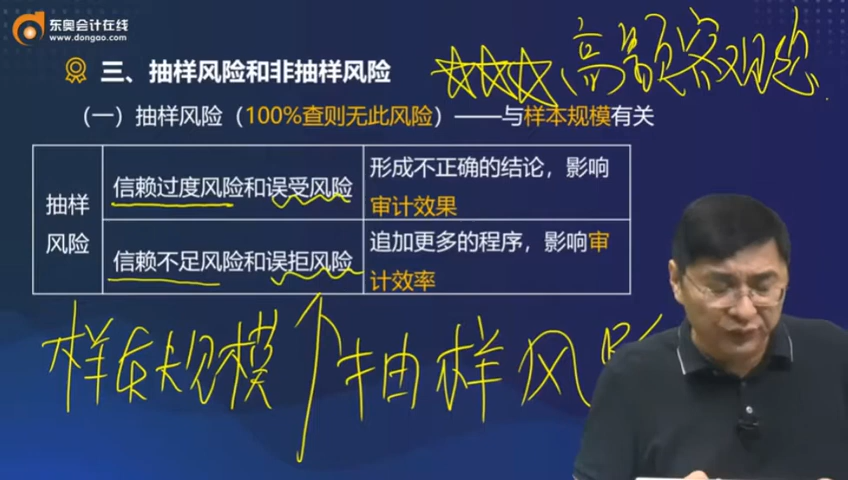 东奥会计在线
www.dongao.com
三、抽样风险和非抽样风险
☆☆☆高频客观题
（一）抽样风险（100%查则无此风险）——与样本规模有关
抽样
风险
信赖过度风险和误受风险
形成不正确的结论，影响
审计效果
信赖不足风险和误拒风险
追加更多的程序，影响审
计效率
样本规模↑抽样风